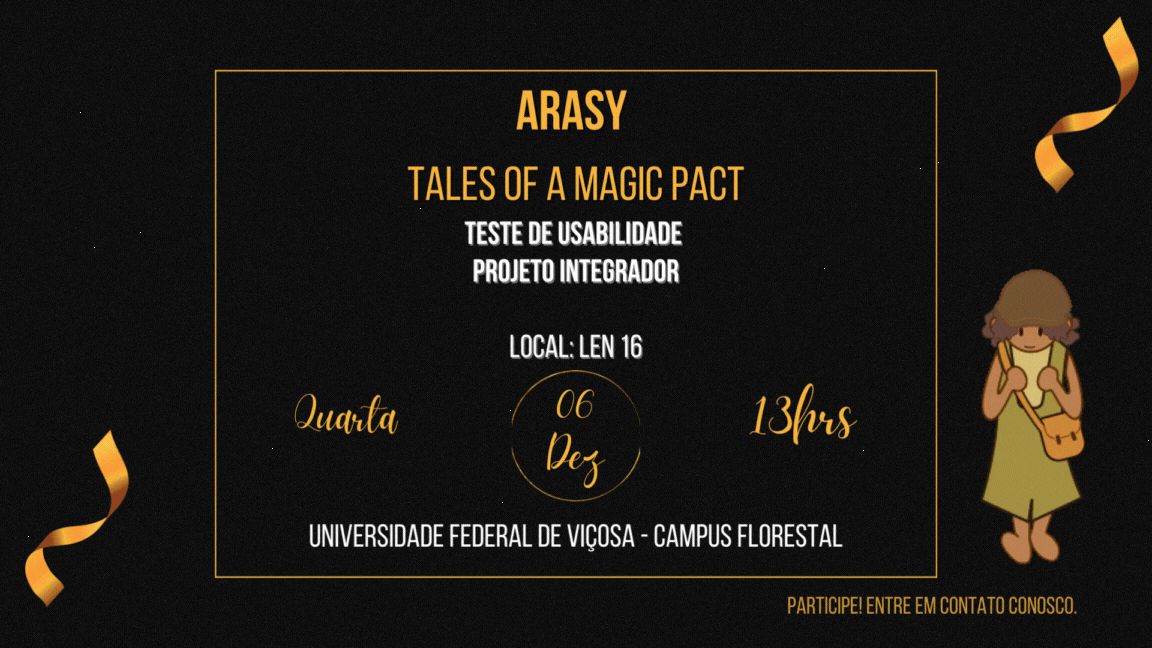 ARASY
TALES OF A MAGIC PACT
TESTE DE USABILIDADE
PROJETO INTEGRADOR
LOCAL: LEN 16
Quarta
06
Dez
13hrs
UNIVERSIDADE FEDERAL DE VIÇOSA - CAMPUS FLORESTAL
PARTICIPE! ENTRE EM CONTATO CONOSCO.